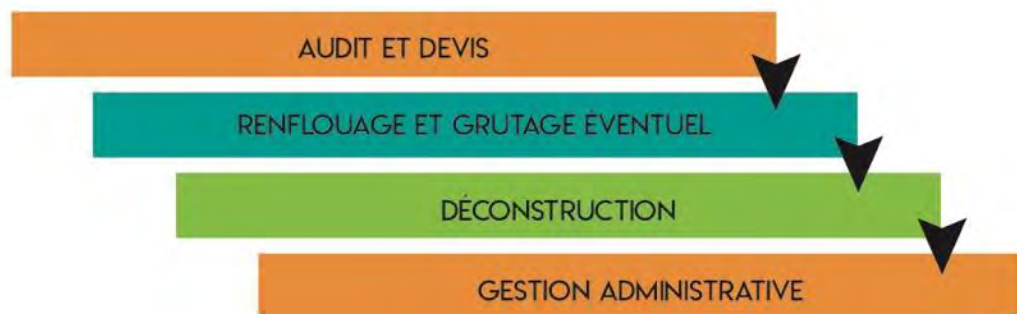 AUDIT ET DEVIS
RENFLOUAGE ET GRUTAGE ÉVENTUEL
DÉCONSTRUCTION
GESTION ADMINISTRATIVE